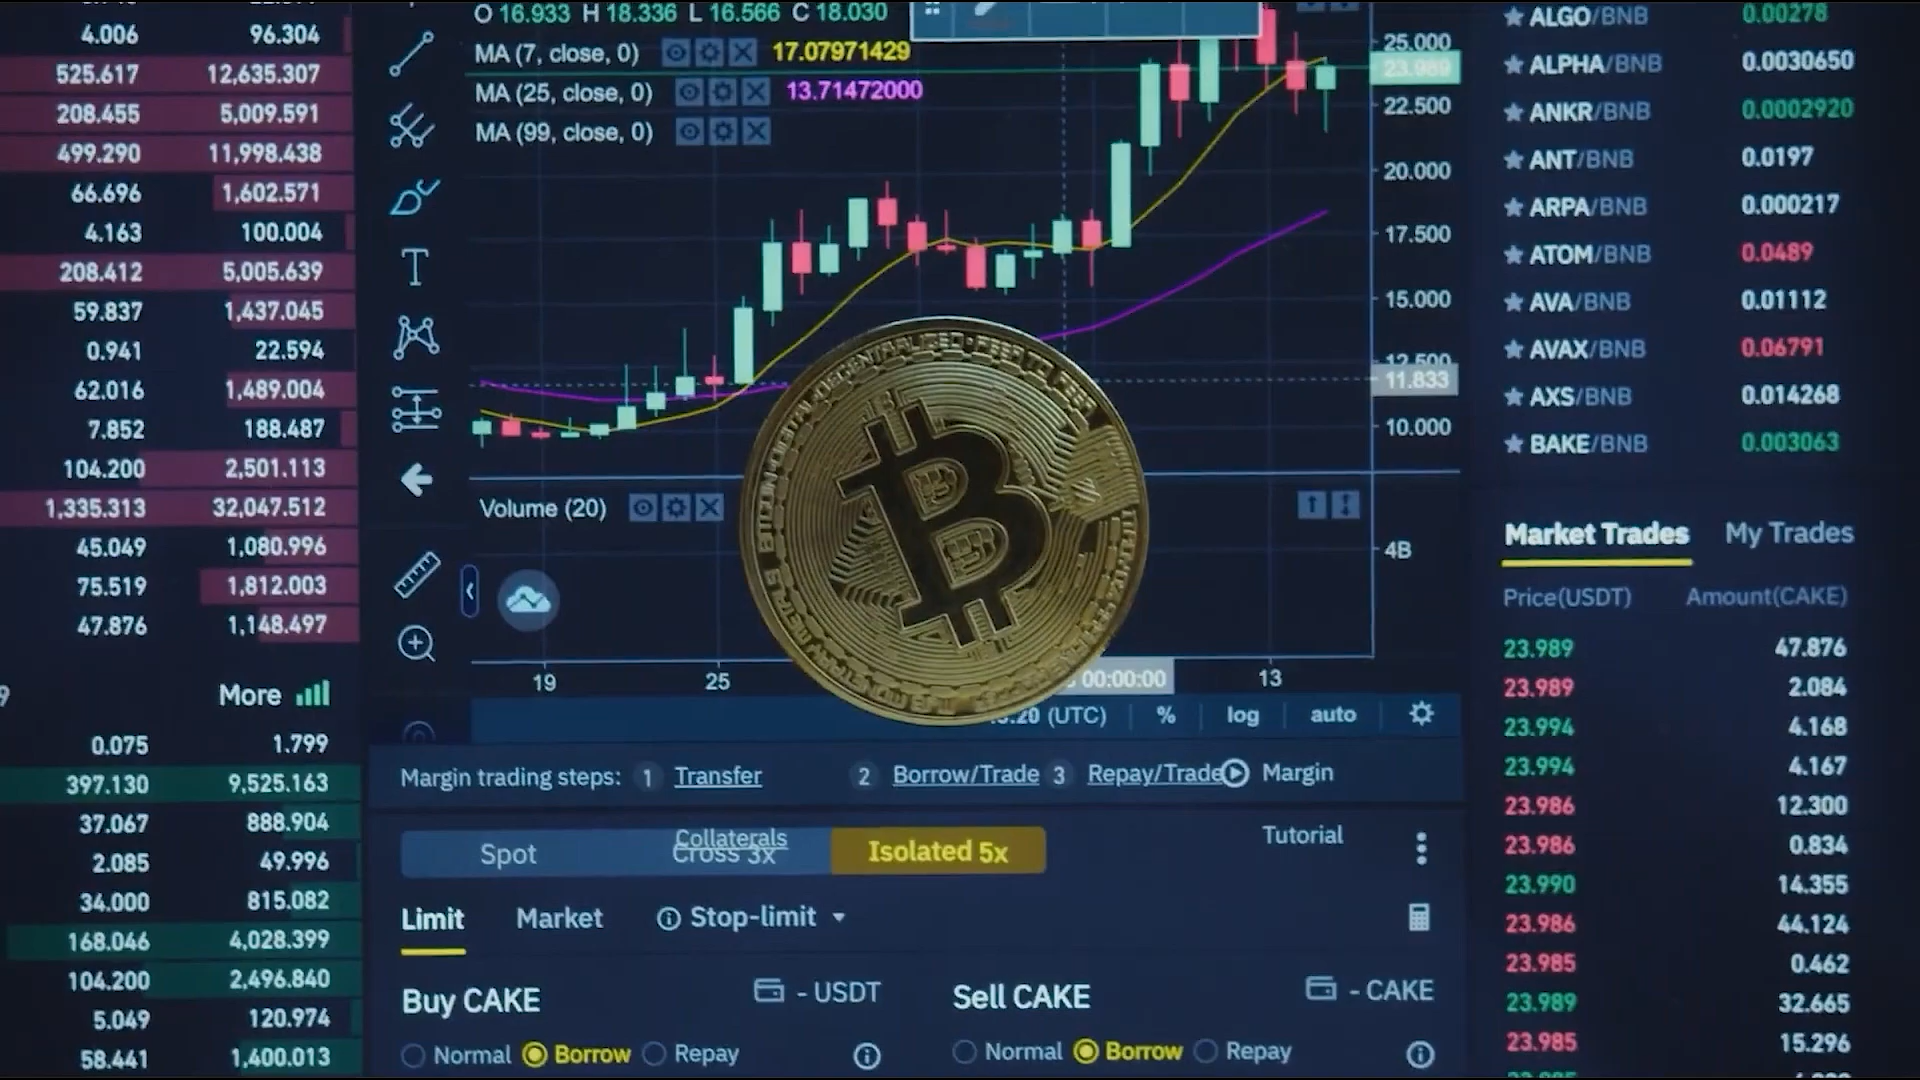 4.006 96.304
525.617 12,635.307
208.455 5,009.591
499.290 11,998.438
66.696 1,602.571
4.163 100.004
208.412 5,005.639
59.837 1,437.045
0.941 22.594
62.016 1,489.004
7.852 188.487
104.200 2,501.113
1,335.313 32,047.512
45.049 1,080.996
75.519 1,812.003
47.876 1,148.497
More
0.075 1.799
397.130 9,525.163
37.067 888.904
2.085 49.996
34.000 815.082
168.046 4,028.399
104.200 2,496.840
5.049 120.974
58.441 1,400.013
O 16.933 H 18.336 L 16.566 C 18.030
MA (7, close, 0) 17.07971429
MA (25, close, 0) 13.71472000
MA (99, close, 0)
25.000
23.989
22.500
20.000
17.500
15.000
12.500
11.833
10.000
Volume (20)
4B
19 25 00:00:00 13
(UTC) % log auto
Margin trading steps: 1 Transfer 2 Borrow/Trade 3 Repay/Trade Margin
Tutorial
Collaterals
Spot Cross 3x Isolated 5x
Limit Market Stop-limit
Buy CAKE - USDT Sell CAKE - CAKE
Normal Borrow Repay Normal Borrow Repay
ALGO/BNB 0.00278
ALPHA/BNB 0.0030650
ANKR/BNB 0.0002920
ANT/BNB 0.0197
ARPA/BNB 0.000217
ATOM/BNB 0.0489
AVA/BNB 0.01112
AVAX/BNB 0.06791
AXS/BNB 0.014268
BAKE/BNB 0.003063
Market Trades My Trades
Price(USDT) Amount(CAKE)
23.989 47.876
23.989 2.084
23.994 4.168
23.994 4.167
23.986 12.300
23.986 0.834
23.990 14.355
23.986 44.124
23.985 0.462
23.989 32.665
23.985 15.296